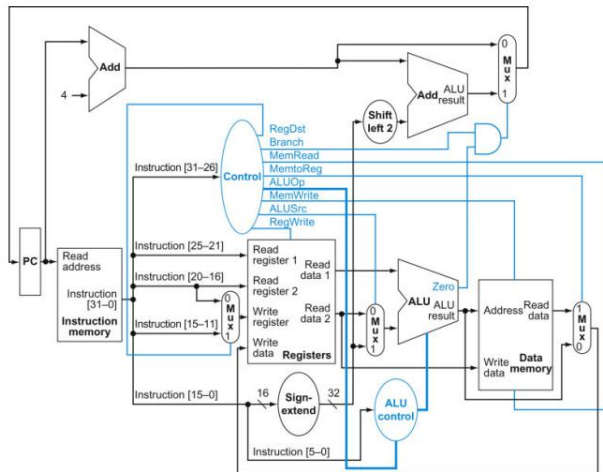 Add
4
0
Mux
1
Add
ALU
result
Shift
left 2
RegDst
Branch
MemRead
MemtoReg
ALUOp
MemWrite
ALUSrc
RegWrite
Control
Instruction [31–26]
Instruction [25–21]
Instruction [20–16]
Instruction [15–11]
Instruction [15–0]
Instruction [5–0]
PC
Read
address
Instruction
[31–0]
Instruction
memory
0
Mux
1
Read
register 1
Read
data 1
Read
register 2
Write
register
Read
data 2
Write
data
Registers
0
Mux
1
Zero
ALU
ALU
result
Address
Read
data
Write
data
Data
memory
1
Mux
0
16
Sign-
extend
32
ALU
control